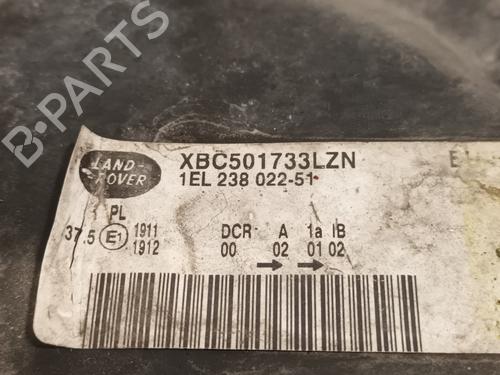 B-PARTS
LAND-
ROVER
XBC501733LZN
1EL 238 022-51
PL
37.5 E1 1911
1912
DCR A 1a IB
00 02 01 02